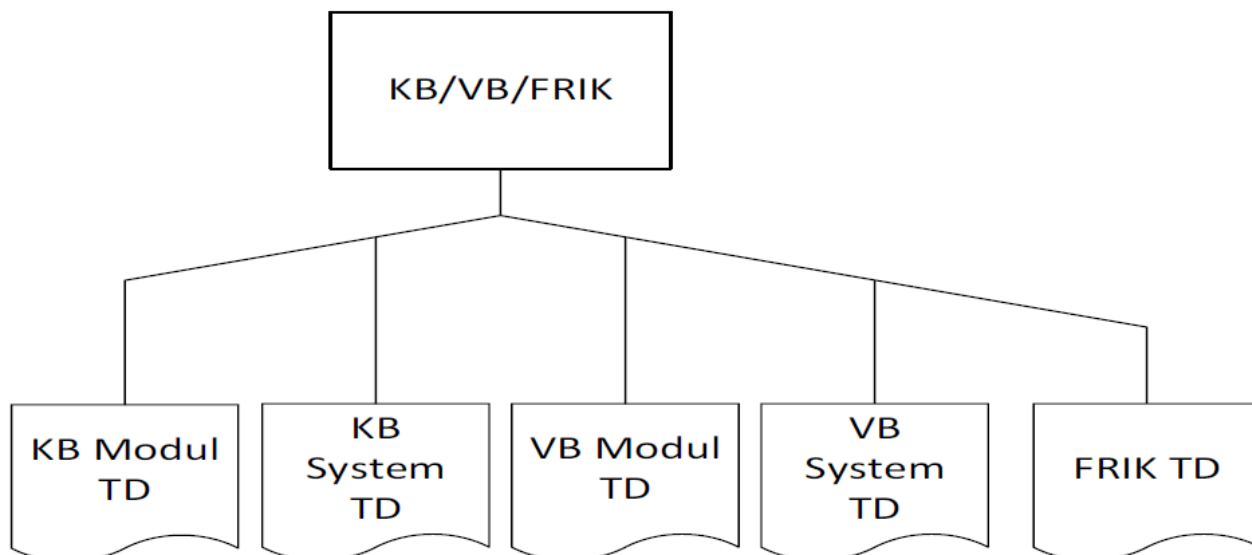 KB/VB/FRIK
KB Modul
TD
KB
System
TD
VB Modul
TD
VB
System
TD
FRIK TD